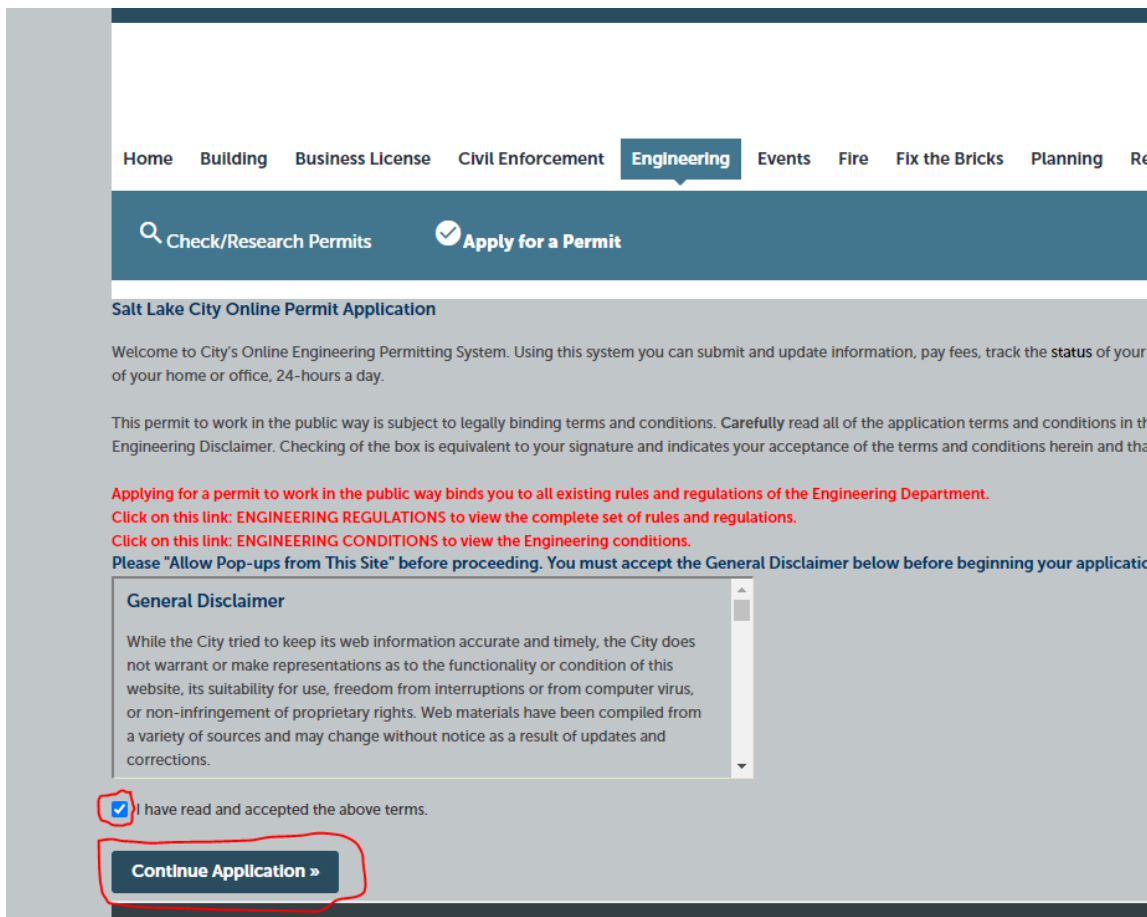 Home Building Business License Civil Enforcement Engineering Events Fire Fix the Bricks Planning Re
Check/Research Permits Apply for a Permit
Salt Lake City Online Permit Application
Welcome to City's Online Engineering Permitting System. Using this system you can submit and update information, pay fees, track the status of your
of your home or office, 24-hours a day.
This permit to work in the public way is subject to legally binding terms and conditions. Carefully read all of the application terms and conditions in th
Engineering Disclaimer. Checking of the box is equivalent to your signature and indicates your acceptance of the terms and conditions herein and tha
Applying for a permit to work in the public way binds you to all existing rules and regulations of the Engineering Department.
Click on this link: ENGINEERING REGULATIONS to view the complete set of rules and regulations.
Click on this link: ENGINEERING CONDITIONS to view the Engineering conditions.
Please "Allow Pop-ups from This Site" before proceeding. You must accept the General Disclaimer below before beginning your applicatio
General Disclaimer
While the City tried to keep its web information accurate and timely, the City does
not warrant or make representations as to the functionality or condition of this
website, its suitability for use, freedom from interruptions or from computer virus,
or non-infringement of proprietary rights. Web materials have been compiled from
a variety of sources and may change without notice as a result of updates and
corrections.
I have read and accepted the above terms.
Continue Application »